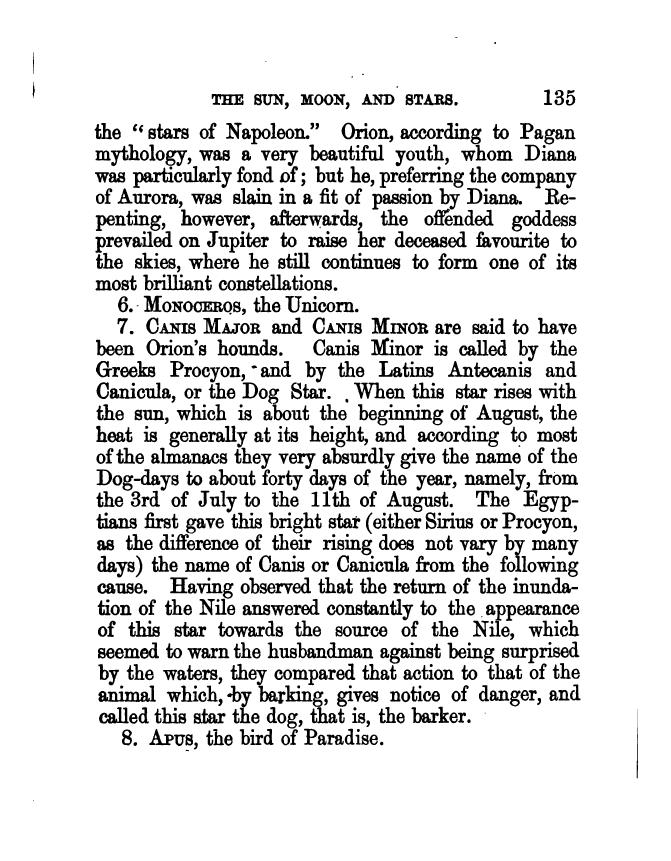 THE SUN, MOON, AND STARS. 135
the “stars of Napoleon.” Orion, according to Pagan
mythology, was a very beautiful youth, whom Diana
was particularly fond of; but he, preferring the company
of Aurora, was slain in a fit of passion by Diana. Re-
penting, however, afterwards, the offended goddess
prevailed on Jupiter to raise her deceased favourite to
the skies, where he still continues to form one of its
most brilliant constellations.
6. MONOCEROS, the Unicorn.
7. CANIS MAJOR and CANIS MINOR are said to have
been Orion's hounds. Canis Minor is called by the
Greeks Procyon, and by the Latins Antecanis and
Canicula, or the Dog Star. When this star rises with
the sun, which is about the beginning of August, the
heat is generally at its height, and according to most
of the almanacs they very absurdly give the name of the
Dog-days to about forty days of the year, namely, from
the 3rd of July to the 11th of August. The Egyp-
tians first gave this bright star (either Sirius or Procyon,
as the difference of their rising does not vary by many
days) the name of Canis or Canicula from the following
cause. Having observed that the return of the inunda-
tion of the Nile answered constantly to the appearance
of this star towards the source of the Nile, which
seemed to warn the husbandman against being surprised
by the waters, they compared that action to that of the
animal which, by barking, gives notice of danger, and
called this star the dog, that is, the barker.
8. APUS, the bird of Paradise.